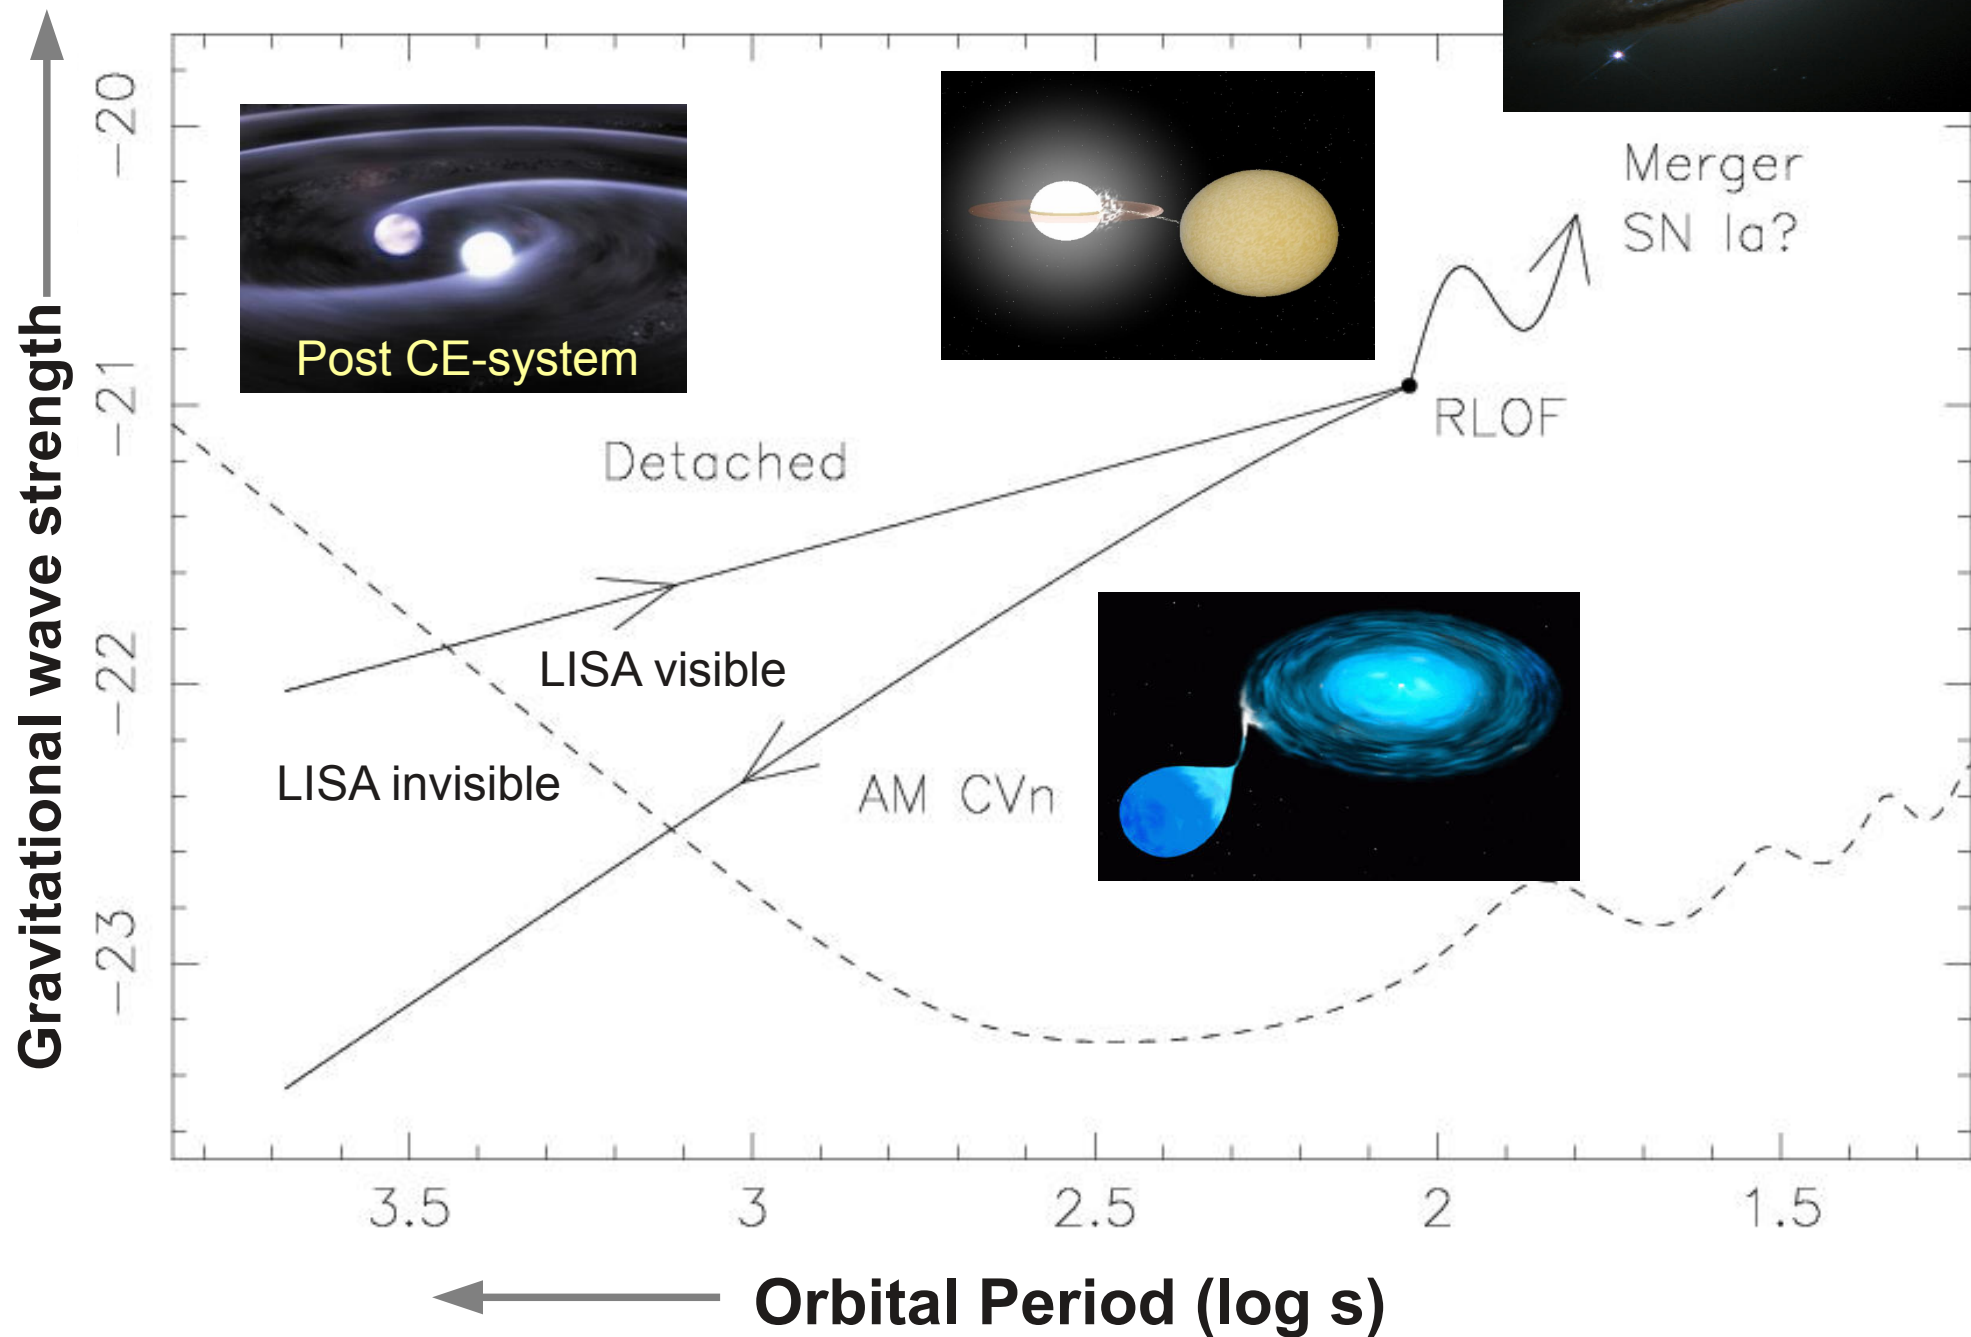 Gravitational wave strength
-20
-21
-22
-23
Post CE-system
Merger
SN Ia?
RLOF
Detached
LISA visible
LISA invisible
AM CVn
3.5 3 2.5 2 1.5
Orbital Period (log s)